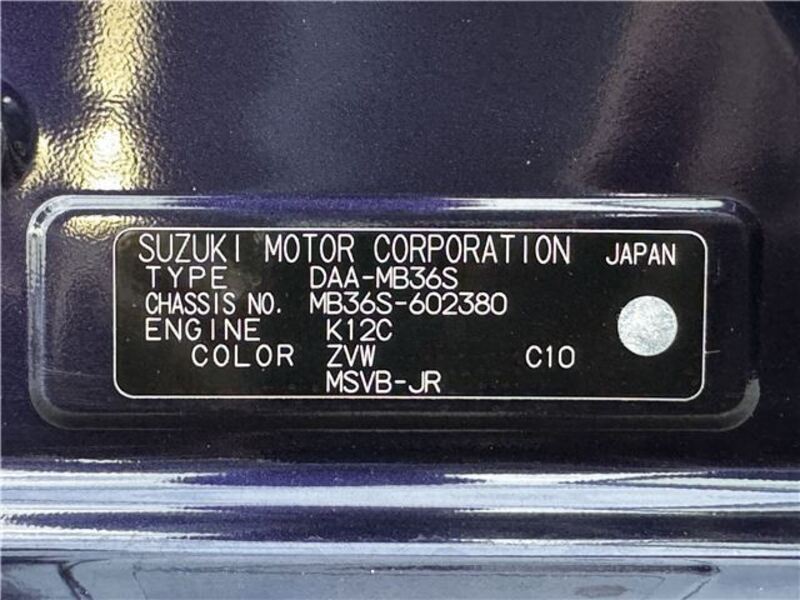 SUZUKI MOTOR CORPORATION JAPAN
TYPE DAA-MB36S
CHASSIS NO. MB36S-602380
ENGINE K12C
COLOR ZVW C10
MSVB-JR